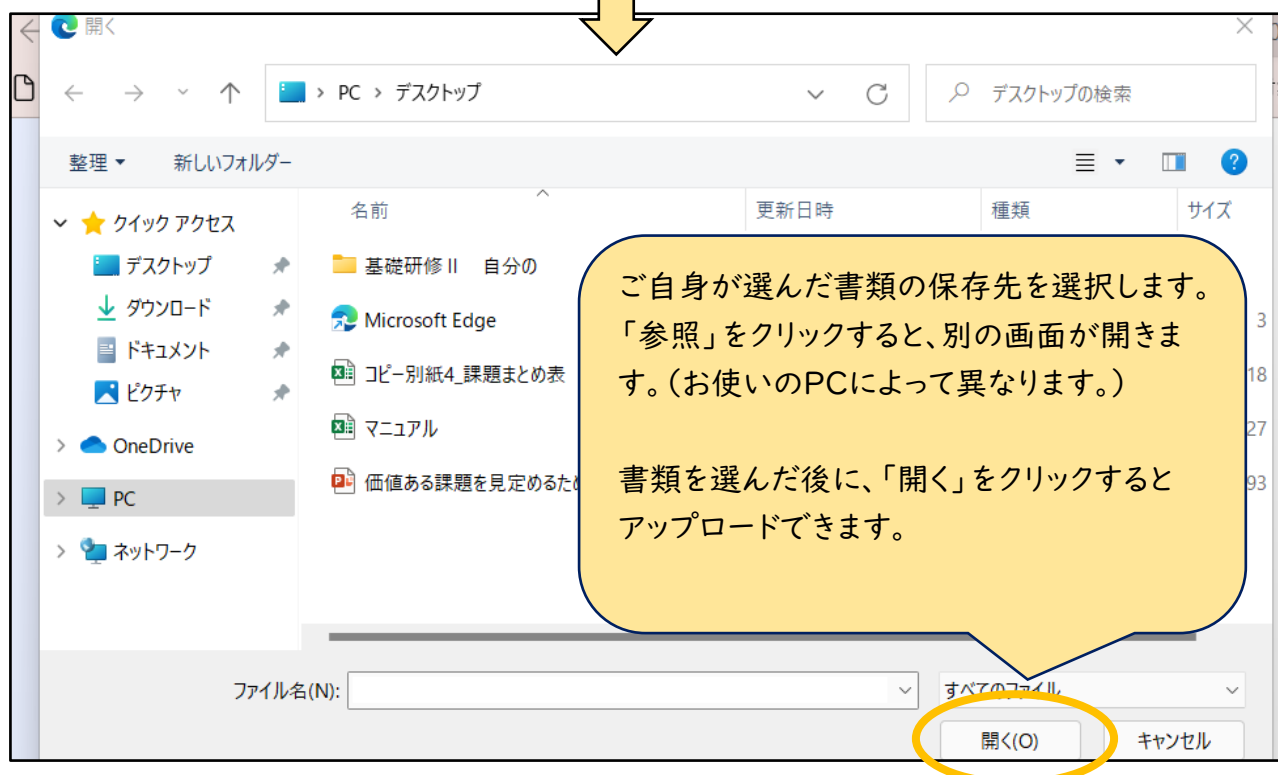 開く
PC > デスクトップ
デスクトップの検索
整理
新しいフォルダー
名前
更新日時
種類
サイズ
クイック アクセス
デスクトップ
ダウンロード
ドキュメント
ピクチャ
OneDrive
PC
ネットワーク
基礎研修Ⅱ 自分の
Microsoft Edge
3
コピー別紙4_課題まとめ表
18
マニュアル
27
価値ある課題を見定めるため
93
ご自身が選んだ書類の保存先を選択します。
「参照」をクリックすると、別の画面が開きま
す。(お使いのPCによって異なります。)
書類を選んだ後に、「開く」をクリックすると
アップロードできます。
ファイル名(N):
すべてのファイル
開く(O)
キャンセル